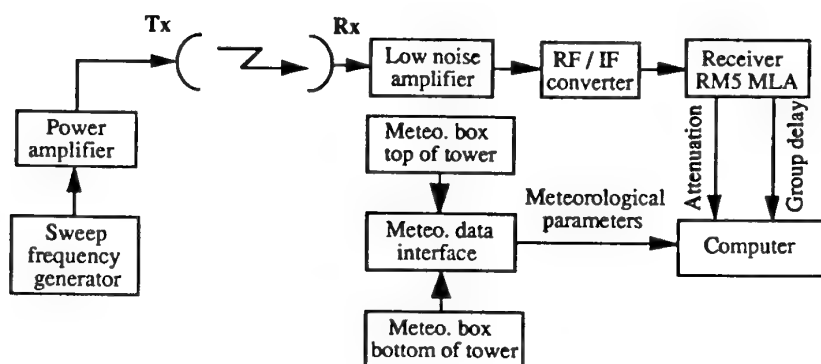 Tx
Rx
Low noise
amplifier
RF / IF
converter
Receiver
RM5 MLA
Power
amplifier
Meteo. box
top of tower
Attenuation
Group delay
Sweep
frequency
generator
Meteo. data
interface
Meteorological
parameters
Computer
Meteo. box
bottom of tower